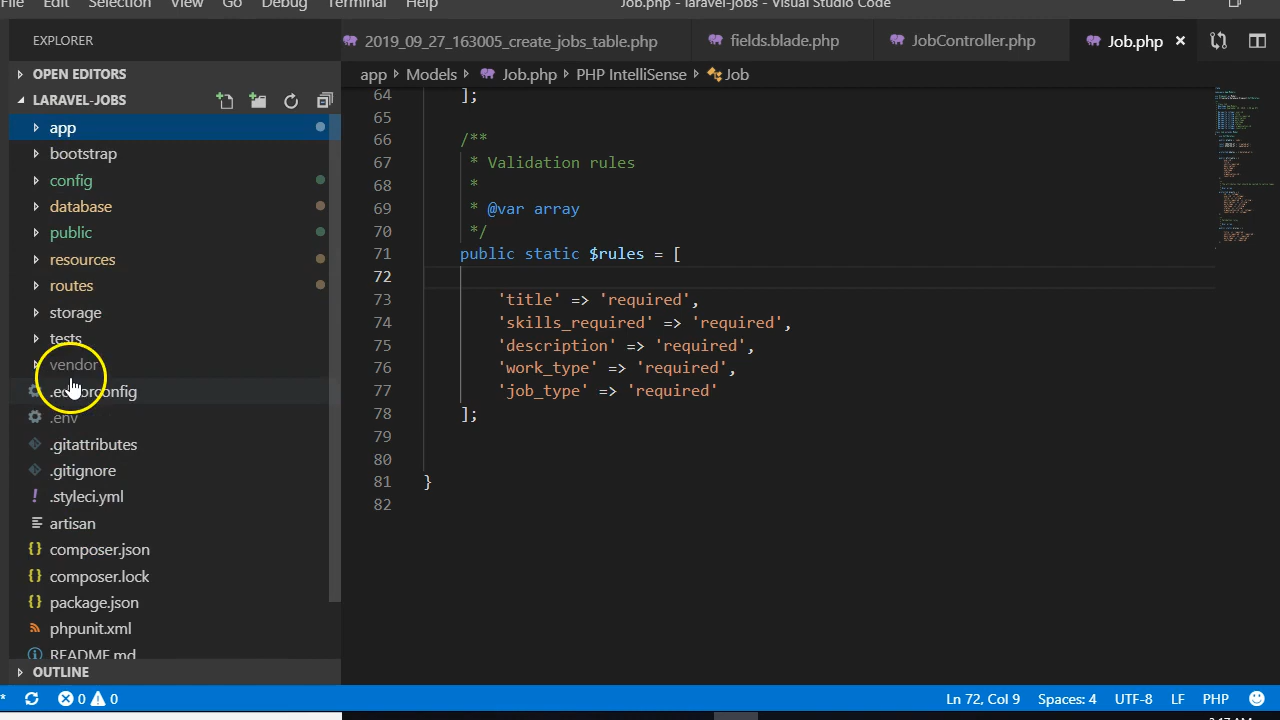 File Edit Selection View Go Debug Terminal Help Job.php - laravel-jobs - Visual Studio Code
EXPLORER
2019_09_27_163005_create_jobs_table.php fields.blade.php JobController.php Job.php ×
OPEN EDITORS
LARAVEL-JOBS
app
bootstrap
config
database
public
resources
routes
storage
tests
vendor
.editorconfig
.env
.gitattributes
.gitignore
.styleci.yml
artisan
composer.json
composer.lock
package.json
phpunit.xml
README.md
OUTLINE
app Models Job.php PHP IntelliSense Job
64 ];
65
66 /**
67 * Validation rules
68 *
69 * @var array
70 */
71 public static $rules = [
72
73 'title' => 'required',
74 'skills_required' => 'required',
75 'description' => 'required',
76 'work_type' => 'required',
77 'job_type' => 'required'
78 ];
79
80
81 }
82
0 0 Ln 72, Col 9 Spaces: 4 UTF-8 LF PHP